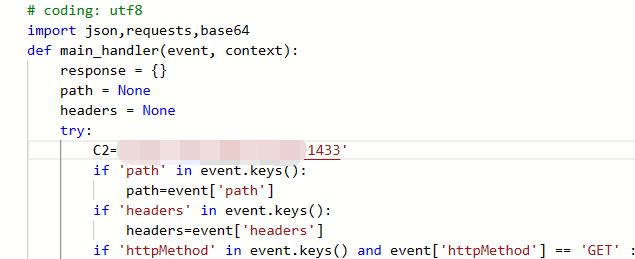 # coding: utf8
import json,requests,base64
def main_handler(event, context):
    response = {}
    path = None
    headers = None
    try:
        C2= 1433'
        if 'path' in event.keys():
            path=event['path']
        if 'headers' in event.keys():
            headers=event['headers']
        if 'httpMethod' in event.keys() and event['httpMethod'] == 'GET' :